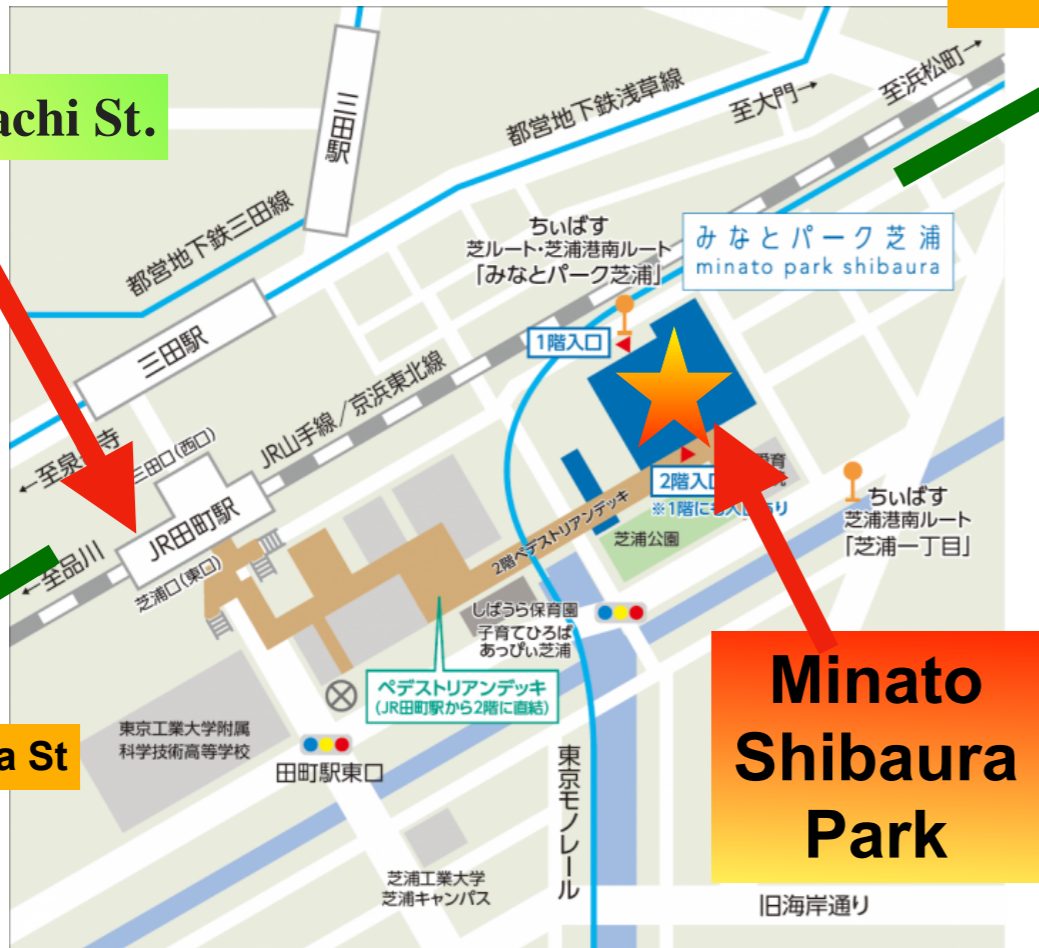 achi St.
三田駅
都営地下鉄浅草線
至大門→
至浜松町→
都営地下鉄三田線
ちぃばす
芝ルート・芝浦港南ルート
「みなとパーク芝浦」
みなとパーク芝浦
minato park shibaura
1階入口
三田駅
JR山手線/京浜東北線
三田口(西口)
JR田町駅
←至品川
芝浦口(東口)
2階ペデストリアンデッキ
2階入口
芝浦公園
ちぃばす
芝浦港南ルート
「芝浦一丁目」
しばうら保育園
子育てひろば
あっぴぃ芝浦
ペデストリアンデッキ
(JR田町駅から2階に直結)
東京工業大学附属
科学技術高等学校
a St
田町駅東口
東京モノレール
Minato
Shibaura
Park
芝浦工業大学
芝浦キャンパス
旧海岸通り